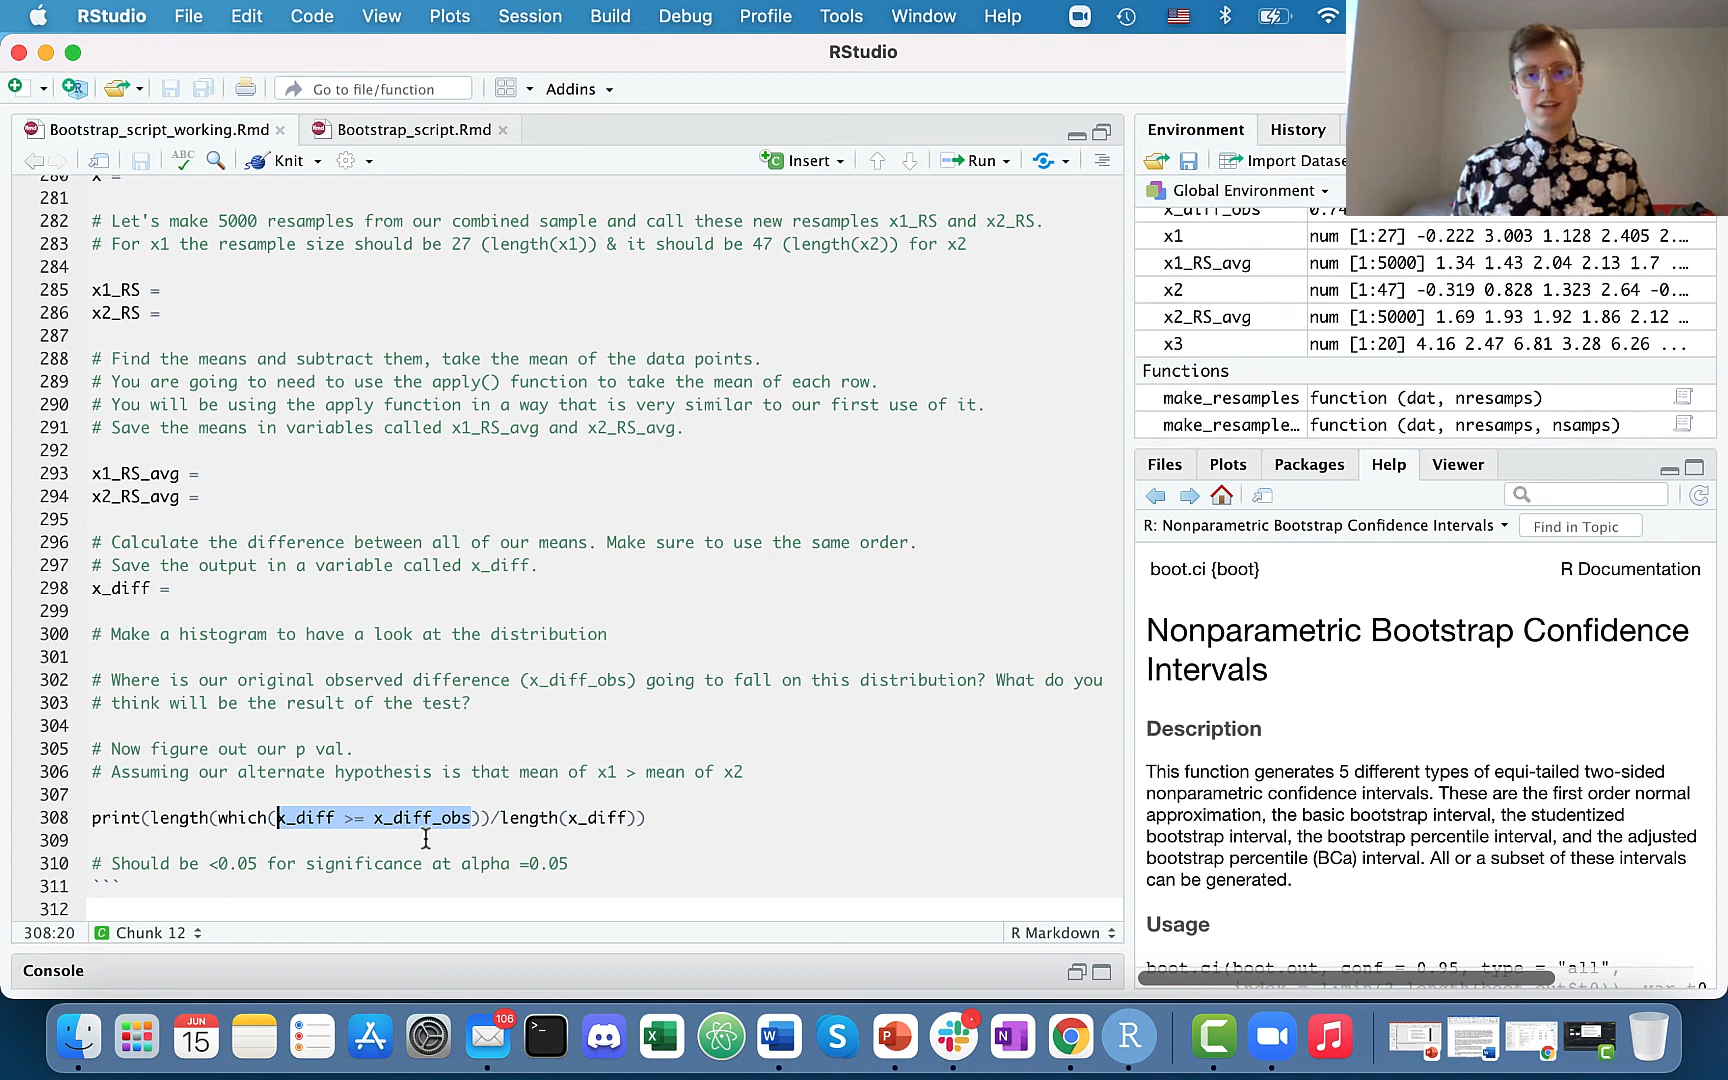 RStudio File Edit Code View Plots Session Build Debug Profile Tools Window Help
RStudio
Go to file/function Addins
Bootstrap_script_working.Rmd Bootstrap_script.Rmd
ABC Knit Insert Run
280 x =
281
282 # Let's make 5000 resamples from our combined sample and call these new resamples x1_RS and x2_RS.
283 # For x1 the resample size should be 27 (length(x1)) & it should be 47 (length(x2)) for x2
284
285 x1_RS =
286 x2_RS =
287
288 # Find the means and subtract them, take the mean of the data points.
289 # You are going to need to use the apply() function to take the mean of each row.
290 # You will be using the apply function in a way that is very similar to our first use of it.
291 # Save the means in variables called x1_RS_avg and x2_RS_avg.
292
293 x1_RS_avg =
294 x2_RS_avg =
295
296 # Calculate the difference between all of our means. Make sure to use the same order.
297 # Save the output in a variable called x_diff.
298 x_diff =
299
300 # Make a histogram to have a look at the distribution
301
302 # Where is our original observed difference (x_diff_obs) going to fall on this distribution? What do you
303 # think will be the result of the test?
304
305 # Now figure out our p val.
306 # Assuming our alternate hypothesis is that mean of x1 > mean of x2
307
308 print(length(which(x_diff >= x_diff_obs))/length(x_diff))
309
310 # Should be <0.05 for significance at alpha =0.05
311 ```
312
308:20 Chunk 12 R Markdown
Console
Environment History
Import Datase
Global Environment
x_diff_obs 0.74
x1 num [1:27] -0.222 3.003 1.128 2.405 2.…
x1_RS_avg num [1:5000] 1.34 1.43 2.04 2.13 1.7 …
x2 num [1:47] -0.319 0.828 1.323 2.64 -0.…
x2_RS_avg num [1:5000] 1.69 1.93 1.92 1.86 2.12 …
x3 num [1:20] 4.16 2.47 6.81 3.28 6.26 ...
Functions
make_resamples function (dat, nresamps)
make_resample… function (dat, nresamps, nsamps)
Files Plots Packages Help Viewer
R: Nonparametric Bootstrap Confidence Intervals Find in Topic
boot.ci {boot} R Documentation
Nonparametric Bootstrap Confidence
Intervals
Description
This function generates 5 different types of equi-tailed two-sided
nonparametric confidence intervals. These are the first order normal
approximation, the basic bootstrap interval, the studentized
bootstrap interval, the bootstrap percentile interval, and the adjusted
bootstrap percentile (BCa) interval. All or a subset of these intervals
can be generated.
Usage
boot.ci(boot.out, conf = 0.95, type = "all",
JUN
15
106